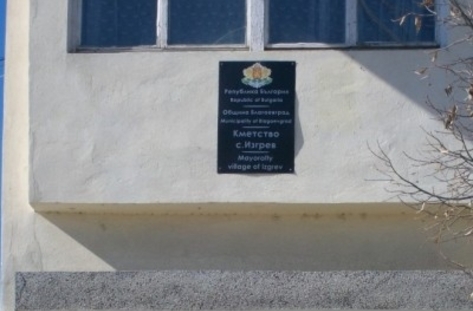 Република България
Republic of Bulgaria
Община Благоевград
Municipality of Blagoevgrad
Кметство
с.Изгрев
Mayoralty
village of Izgrev